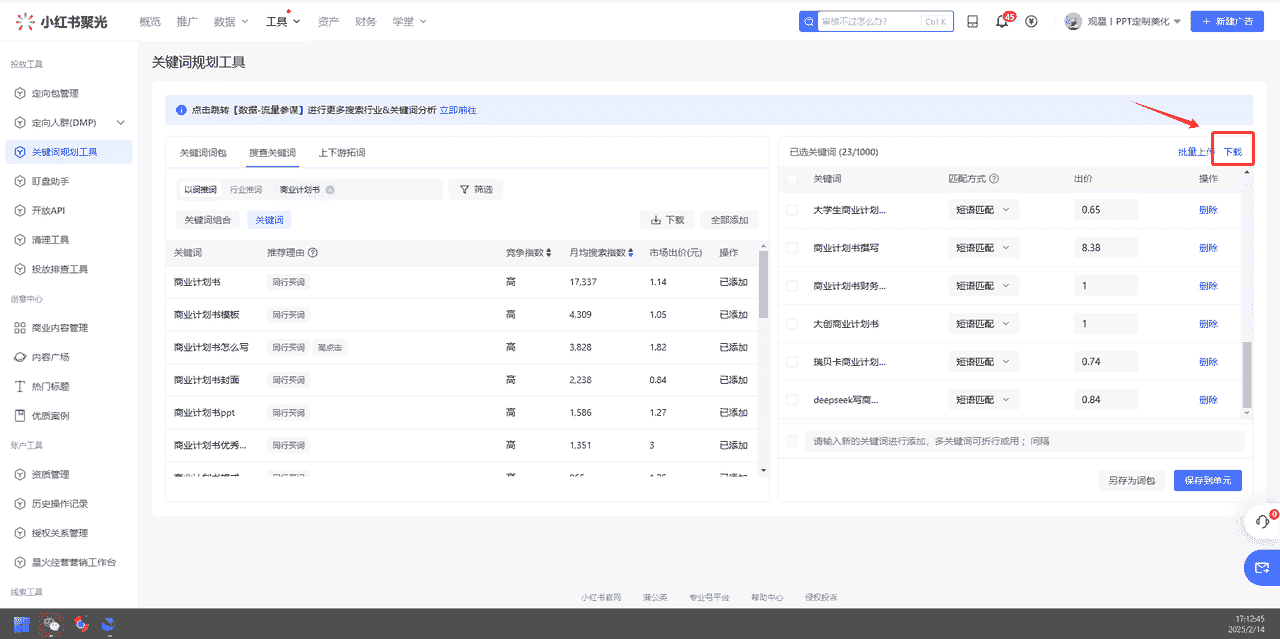 小红书聚光 概览 推广 数据 工具 资产 财务 学堂 审核不过怎么办? Ctrl K 45 观星丨PPT定制美化 + 新建广告
投放工具
定向包管理
定向人群(DMP)
关键词规划工具
盯盘助手
开放API
清理工具
投放排查工具
创意中心
商业内容管理
内容广场
热门标题
优质案例
账户工具
资质管理
历史操作记录
授权关系管理
星火经营营销工作台
线索工具
关键词规划工具
点击跳转【数据-流量参谋】进行更多搜索行业&关键词分析 立即前往
关键词词包 搜查关键词 上下游拓词
以词推词 行业推词 商业计划书 筛选
关键词组合 关键词 下载 全部添加
关键词 推荐理由 竞争指数 月均搜索指数 市场出价(元) 操作
商业计划书 同行买词 高 17,337 1.14 已添加
商业计划书模板 同行买词 高 4,309 1.05 已添加
商业计划书怎么写 同行买词 高点击 高 3,828 1.82 已添加
商业计划书封面 同行买词 高 2,238 0.84 已添加
商业计划书ppt 同行买词 高 1,586 1.27 已添加
商业计划书优秀... 同行买词 高 1,351 3 已添加
已选关键词 (23/1000) 批量上传 下载
关键词 匹配方式 出价 操作
大学生商业计划... 短语匹配 0.65 删除
商业计划书撰写 短语匹配 8.38 删除
商业计划书财务... 短语匹配 1 删除
大创商业计划书 短语匹配 1 删除
瑞贝卡商业计划... 短语匹配 0.74 删除
deepseek写商... 短语匹配 0.84 删除
请输入新的关键词进行添加，多关键词可折行或用；间隔
另存为词包 保存到单元
0
小红书官网 蒲公英 专业号平台 帮助中心 侵权投诉
17:12:45
2025/2/14